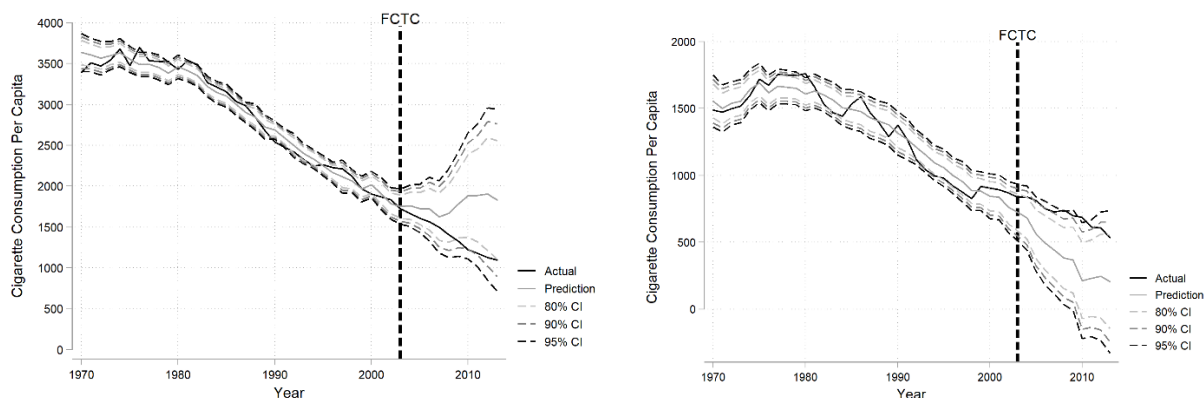 FCTC
4000
3500
3000
2500
2000
1500
1000
500
0
Cigarette Consumption Per Capita
1970
1980
1990
2000
2010
Year
Actual
Prediction
80% CI
90% CI
95% CI
FCTC
2000
1500
1000
500
0
Cigarette Consumption Per Capita
1970
1980
1990
2000
2010
Year
Actual
Prediction
80% CI
90% CI
95% CI